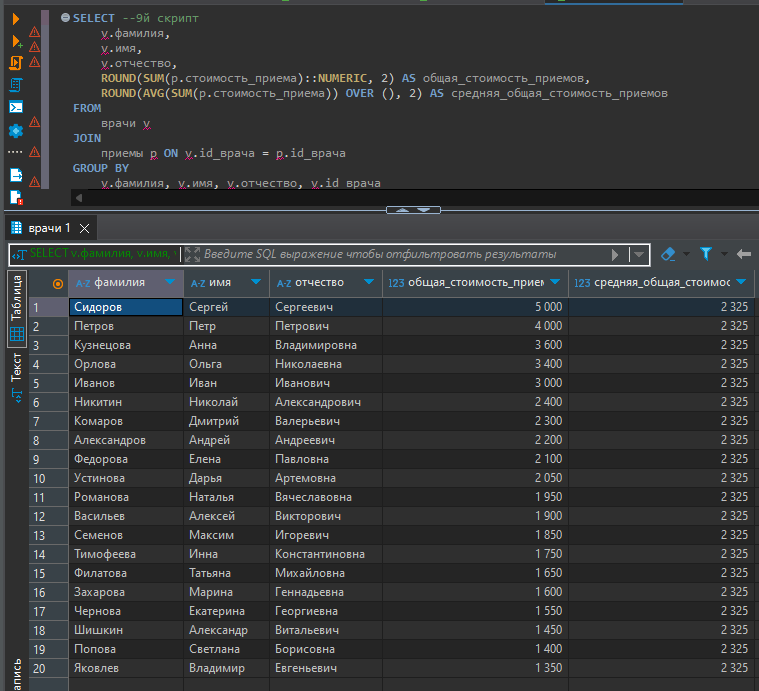 SELECT --9й скрипт
v.фамилия,
v.имя,
v.отчество,
ROUND(SUM(p.стоимость_приема)::NUMERIC, 2) AS общая_стоимость_приемов,
ROUND(AVG(SUM(p.стоимость_приема)) OVER (), 2) AS средняя_общая_стоимость_приемов
FROM
врачи v
JOIN
приемы p ON v.id_врача = p.id_врача
GROUP BY
v.фамилия, v.имя, v.отчество, v.id_врача
врачи 1
SELECT v.фамилия, v.имя, Введите SQL выражение чтобы отфильтровать результаты
Таблица
Текст
A-Z фамилия A-Z имя A-Z отчество 123 общая_стоимость_прием 123 средняя_общая_стоимос
1 Сидоров Сергей Сергеевич 5 000 2 325
2 Петров Петр Петрович 4 000 2 325
3 Кузнецова Анна Владимировна 3 600 2 325
4 Орлова Ольга Николаевна 3 400 2 325
5 Иванов Иван Иванович 3 000 2 325
6 Никитин Николай Александрович 2 400 2 325
7 Комаров Дмитрий Валерьевич 2 300 2 325
8 Александров Андрей Андреевич 2 200 2 325
9 Федорова Елена Павловна 2 100 2 325
10 Устинова Дарья Артемовна 2 050 2 325
11 Романова Наталья Вячеславовна 1 950 2 325
12 Васильев Алексей Викторович 1 900 2 325
13 Семенов Максим Игоревич 1 850 2 325
14 Тимофеева Инна Константиновна 1 750 2 325
15 Филатова Татьяна Михайловна 1 650 2 325
16 Захарова Марина Геннадьевна 1 600 2 325
17 Чернова Екатерина Георгиевна 1 550 2 325
18 Шишкин Александр Витальевич 1 450 2 325
19 Попова Светлана Борисовна 1 400 2 325
20 Яковлев Владимир Евгеньевич 1 350 2 325
апись